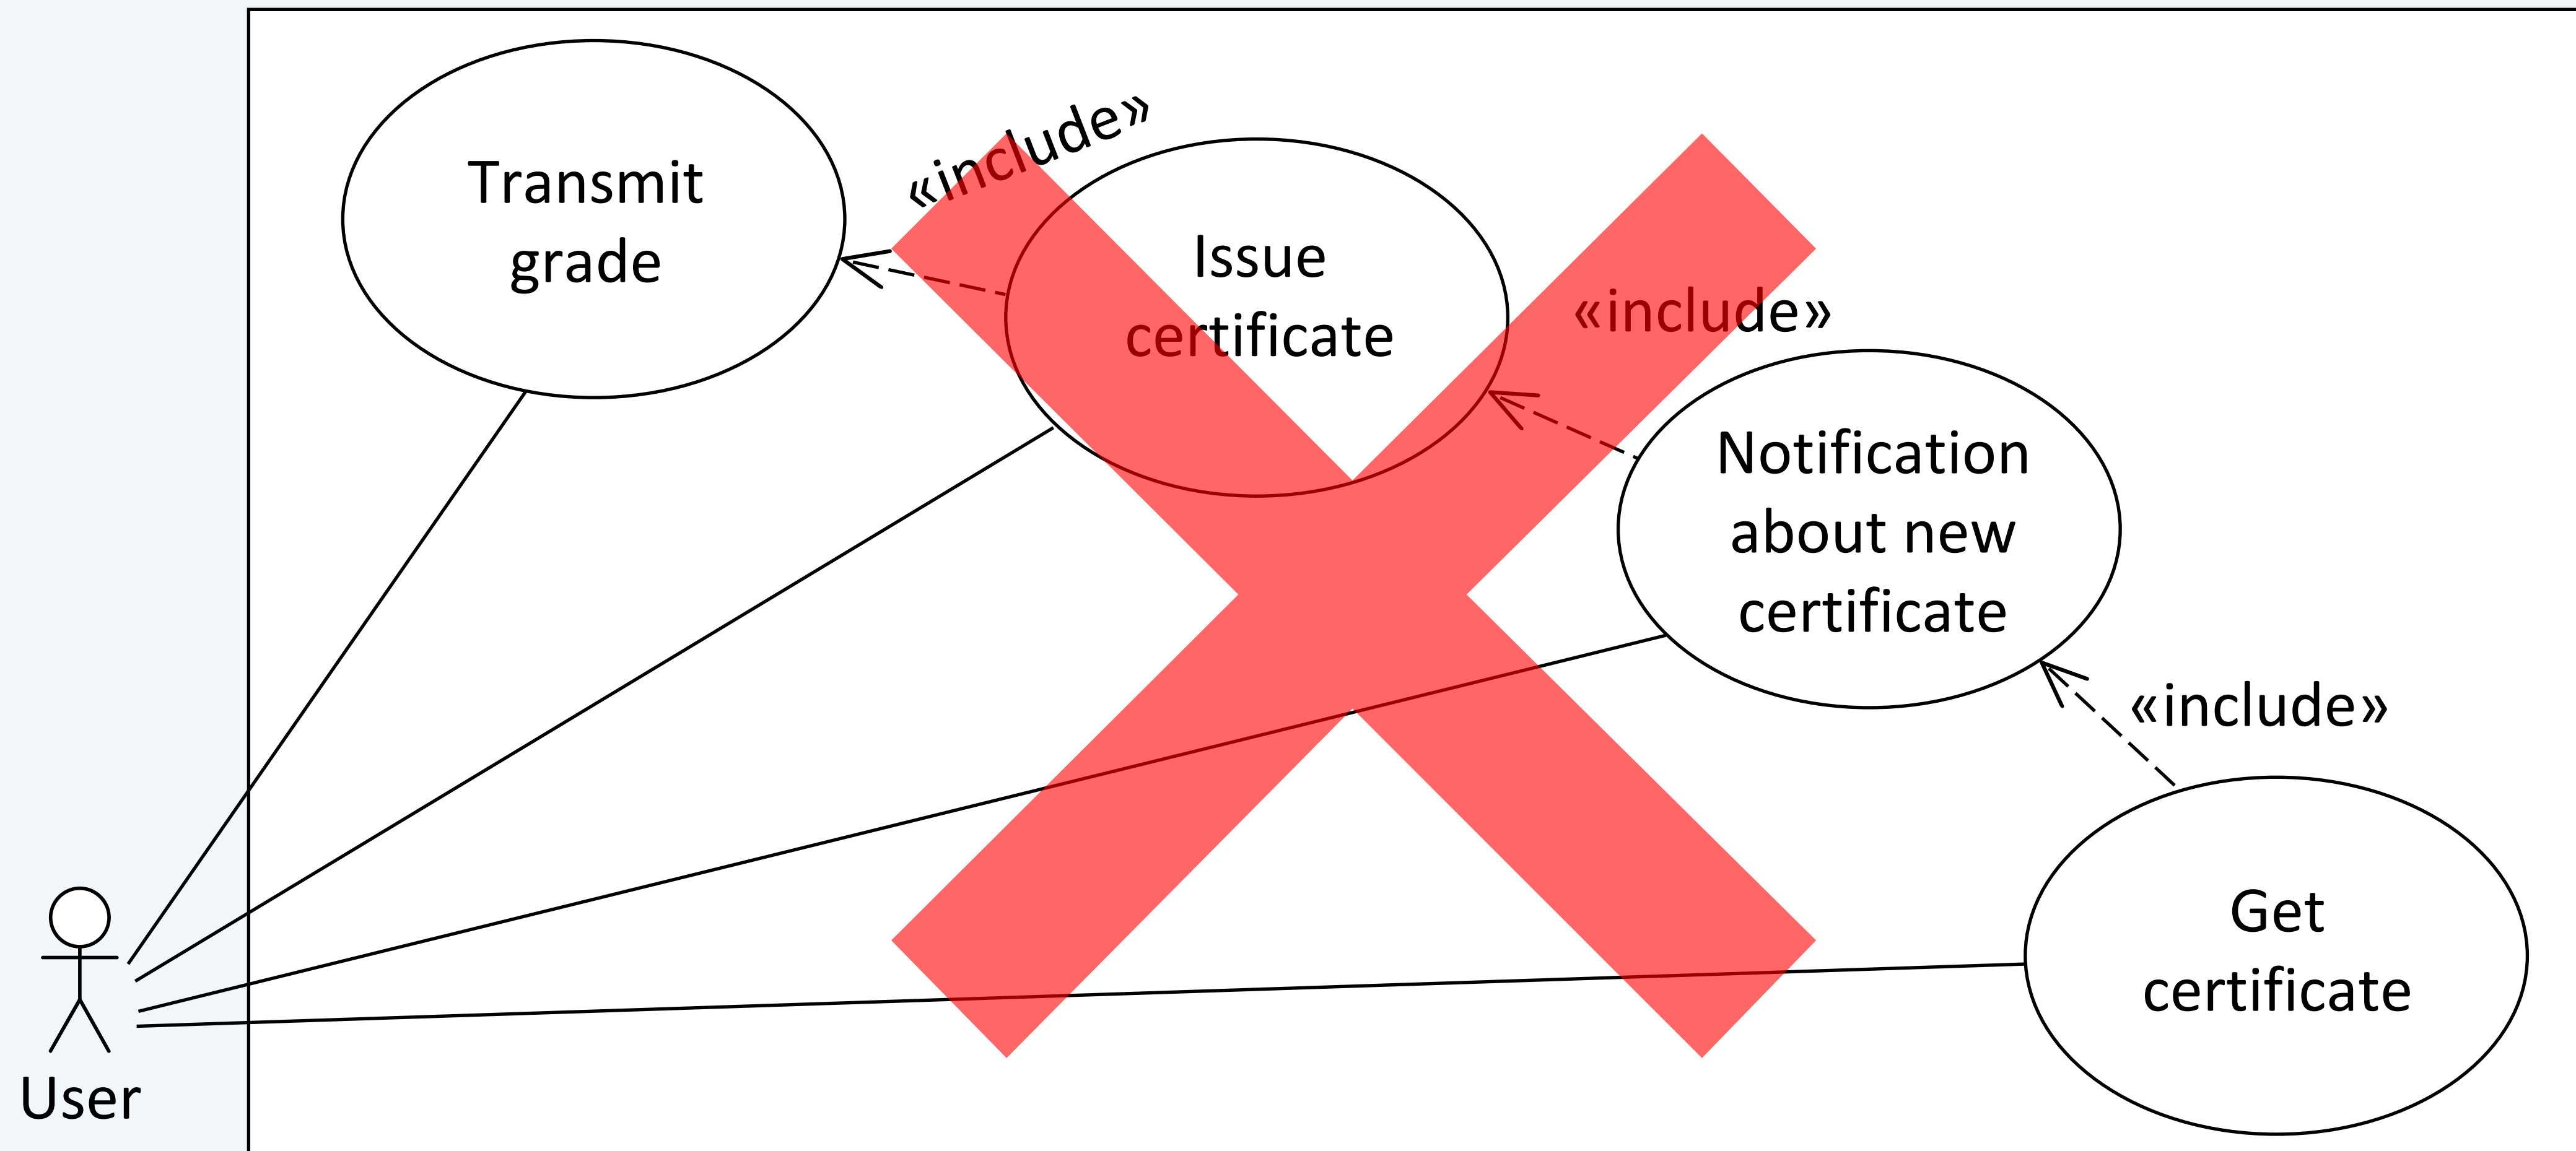 Transmit
grade
«include»
Issue
certificate
«include»
Notification
about new
certificate
«include»
Get
certificate
User